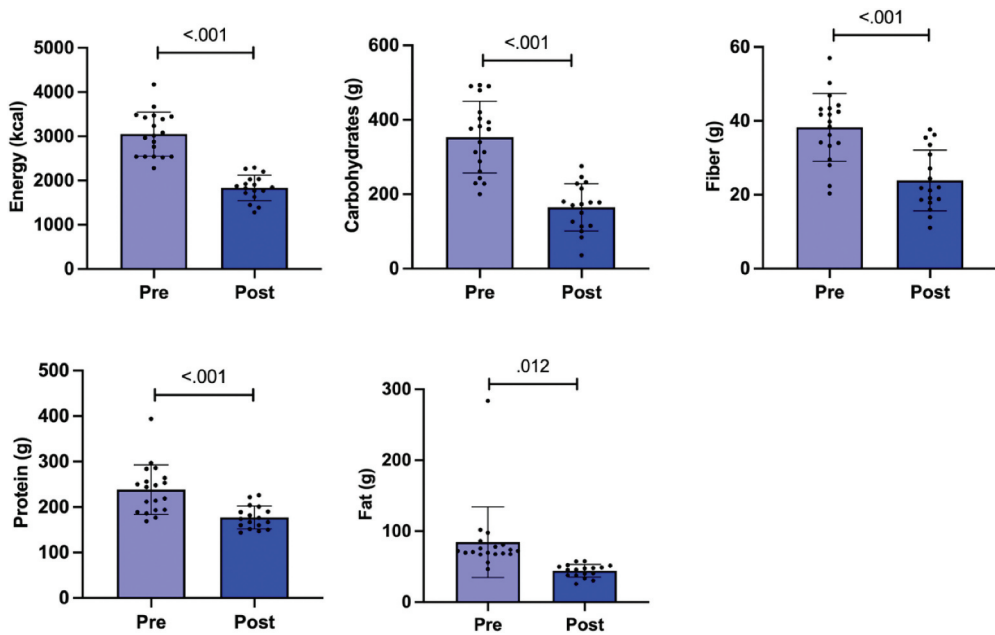 <.001
5000
4000
3000
2000
1000
0
Energy (kcal)
Pre Post
<.001
600
400
200
0
Carbohydrates (g)
Pre Post
<.001
60
40
20
0
Fiber (g)
Pre Post
<.001
500
400
300
200
100
0
Protein (g)
Pre Post
.012
300
200
100
0
Fat (g)
Pre Post